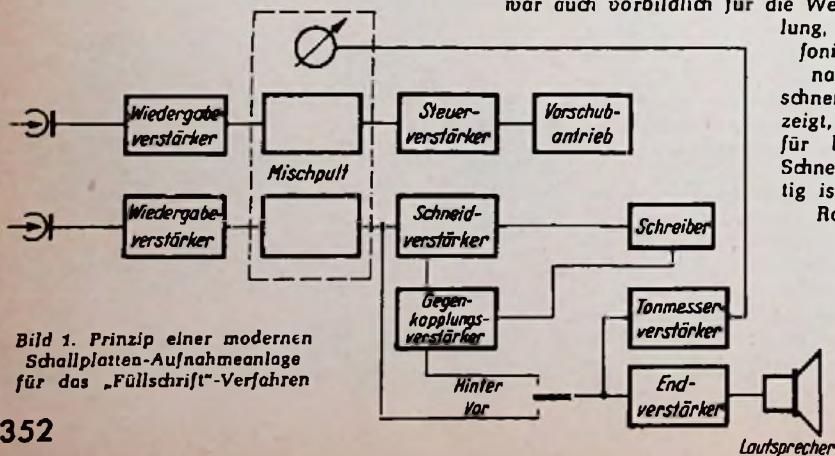 war auch vorbildlich für die We
lung,
foni
na
schne
zeigt,
für
Schne
tig is
Wiedergabe-
verstärker
Steuer-
verstärker
Vorschub-
antrieb
Mischpult
Wiedergabe-
verstärker
Schneid-
verstärker
Schreiber
Gegen-
kopplungs-
verstärker
Tonmesser
verstärker
Hinter
Vor
End-
verstärker
Lautsprecher
Bild 1. Prinzip einer modernen
Schallplatten-Aufnahmeanlage
für das „Füllschrift"-Verfahren
352